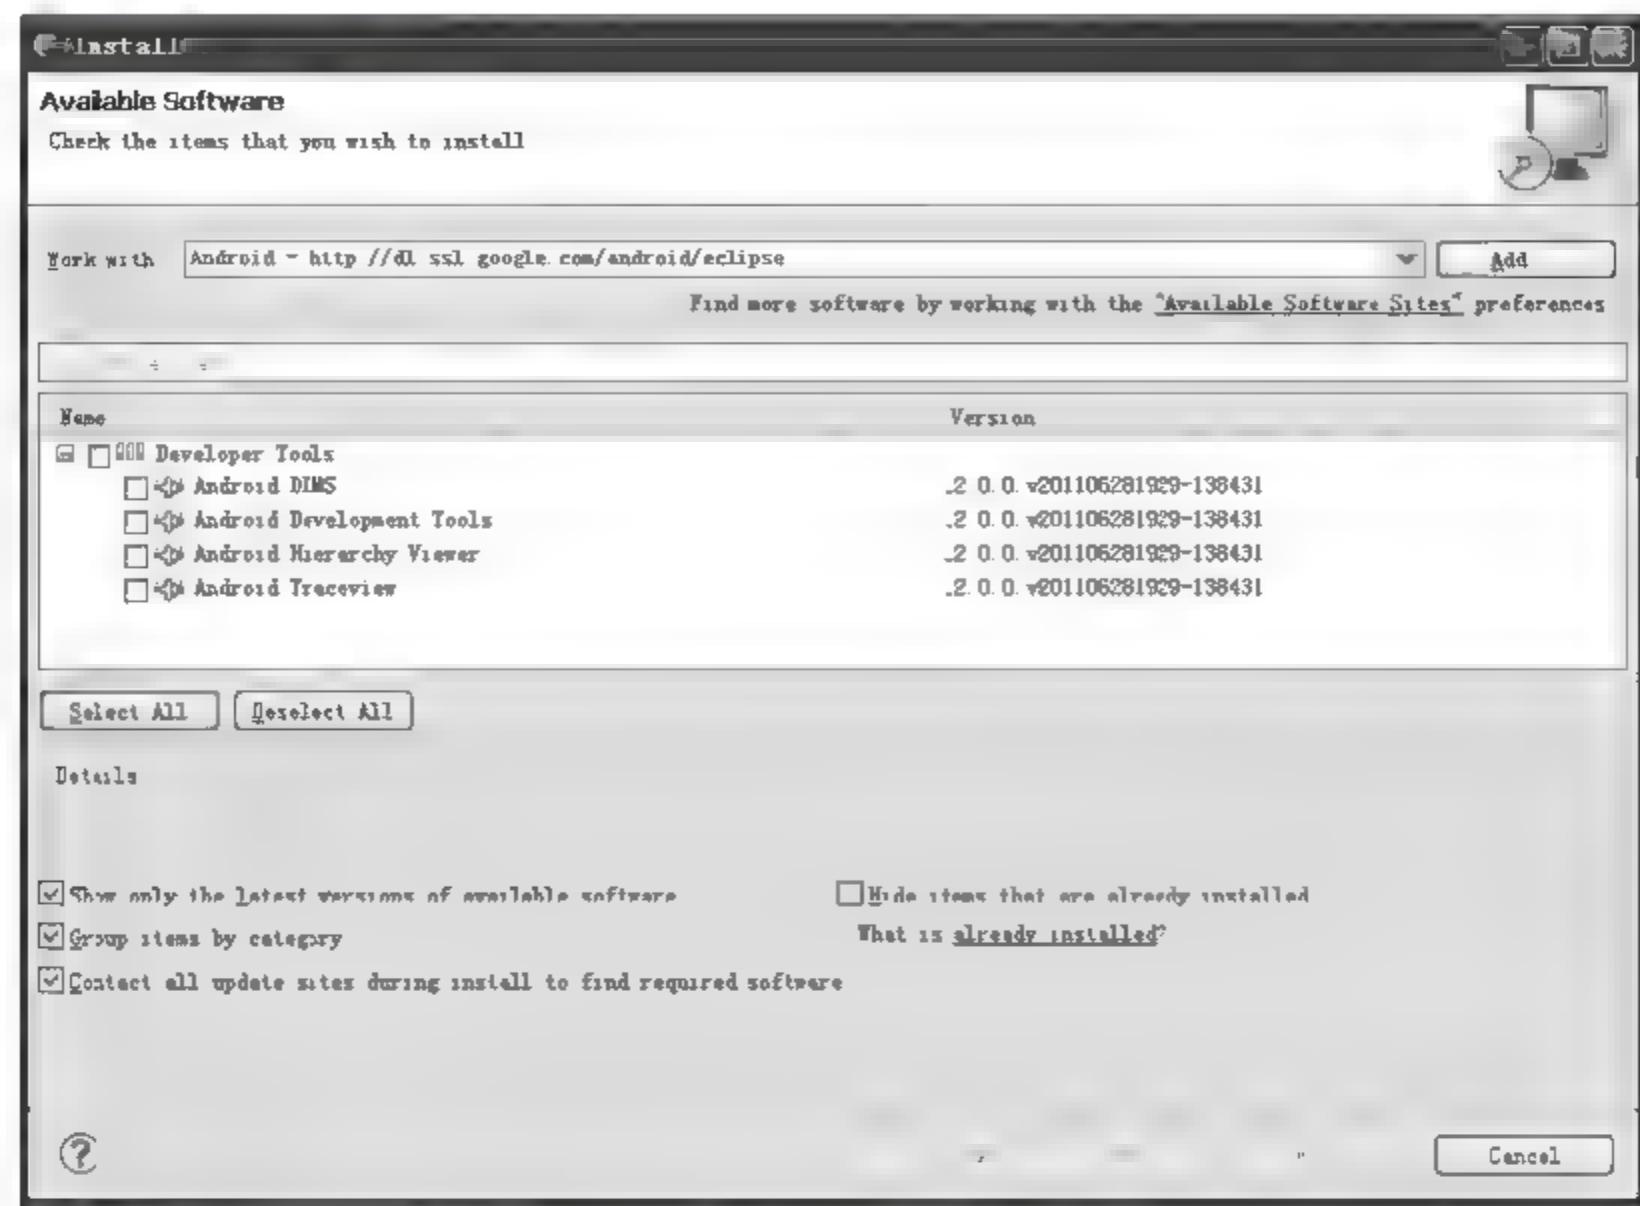 Install
Available Software
Check the items that you wish to install
Work with Android - http //dl ssl google.com/android/eclipse Add
Find more software by working with the "Available Software Sites" preferences
Name Version
Developer Tools
Android DDMS .2 0.0.v201106281929-138431
Android Development Tools .2 0.0.v201106281929-138431
Android Hierarchy Viewer .2 0.0.v201106281929-138431
Android Traceview .2.0.0.v201106281929-138431
Select All Deselect All
Details
Show only the latest versions of available software Hide items that are already installed
Group items by category What is already installed?
Contact all update sites during install to find required software
? Cancel